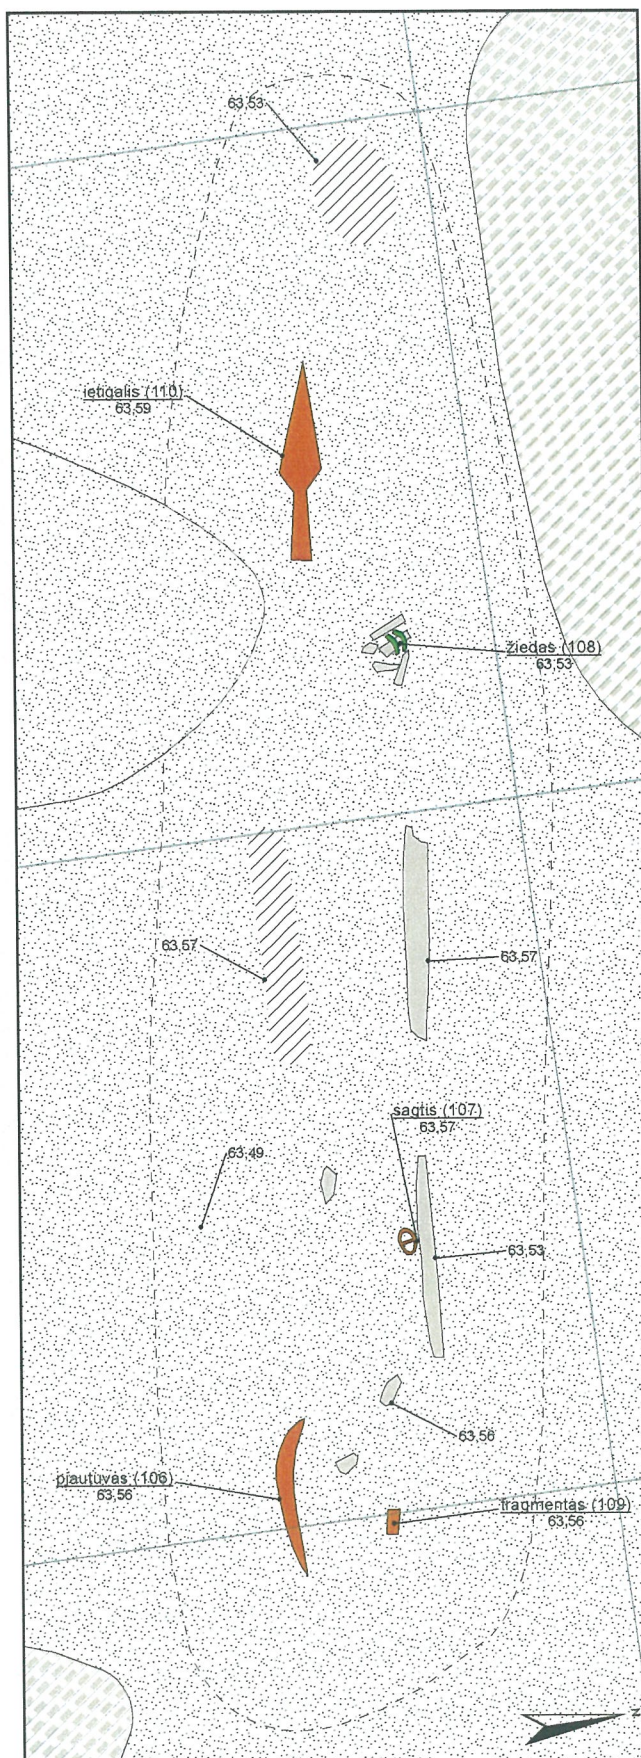 63,53
ietigalis (110)
63,59
žiedas (108)
63,53
63,57
63,57
sagtis (107)
63,57
63,49
63,53
63,56
pjautuvas (106)
63,56
fragmentas (109)
63,56
N